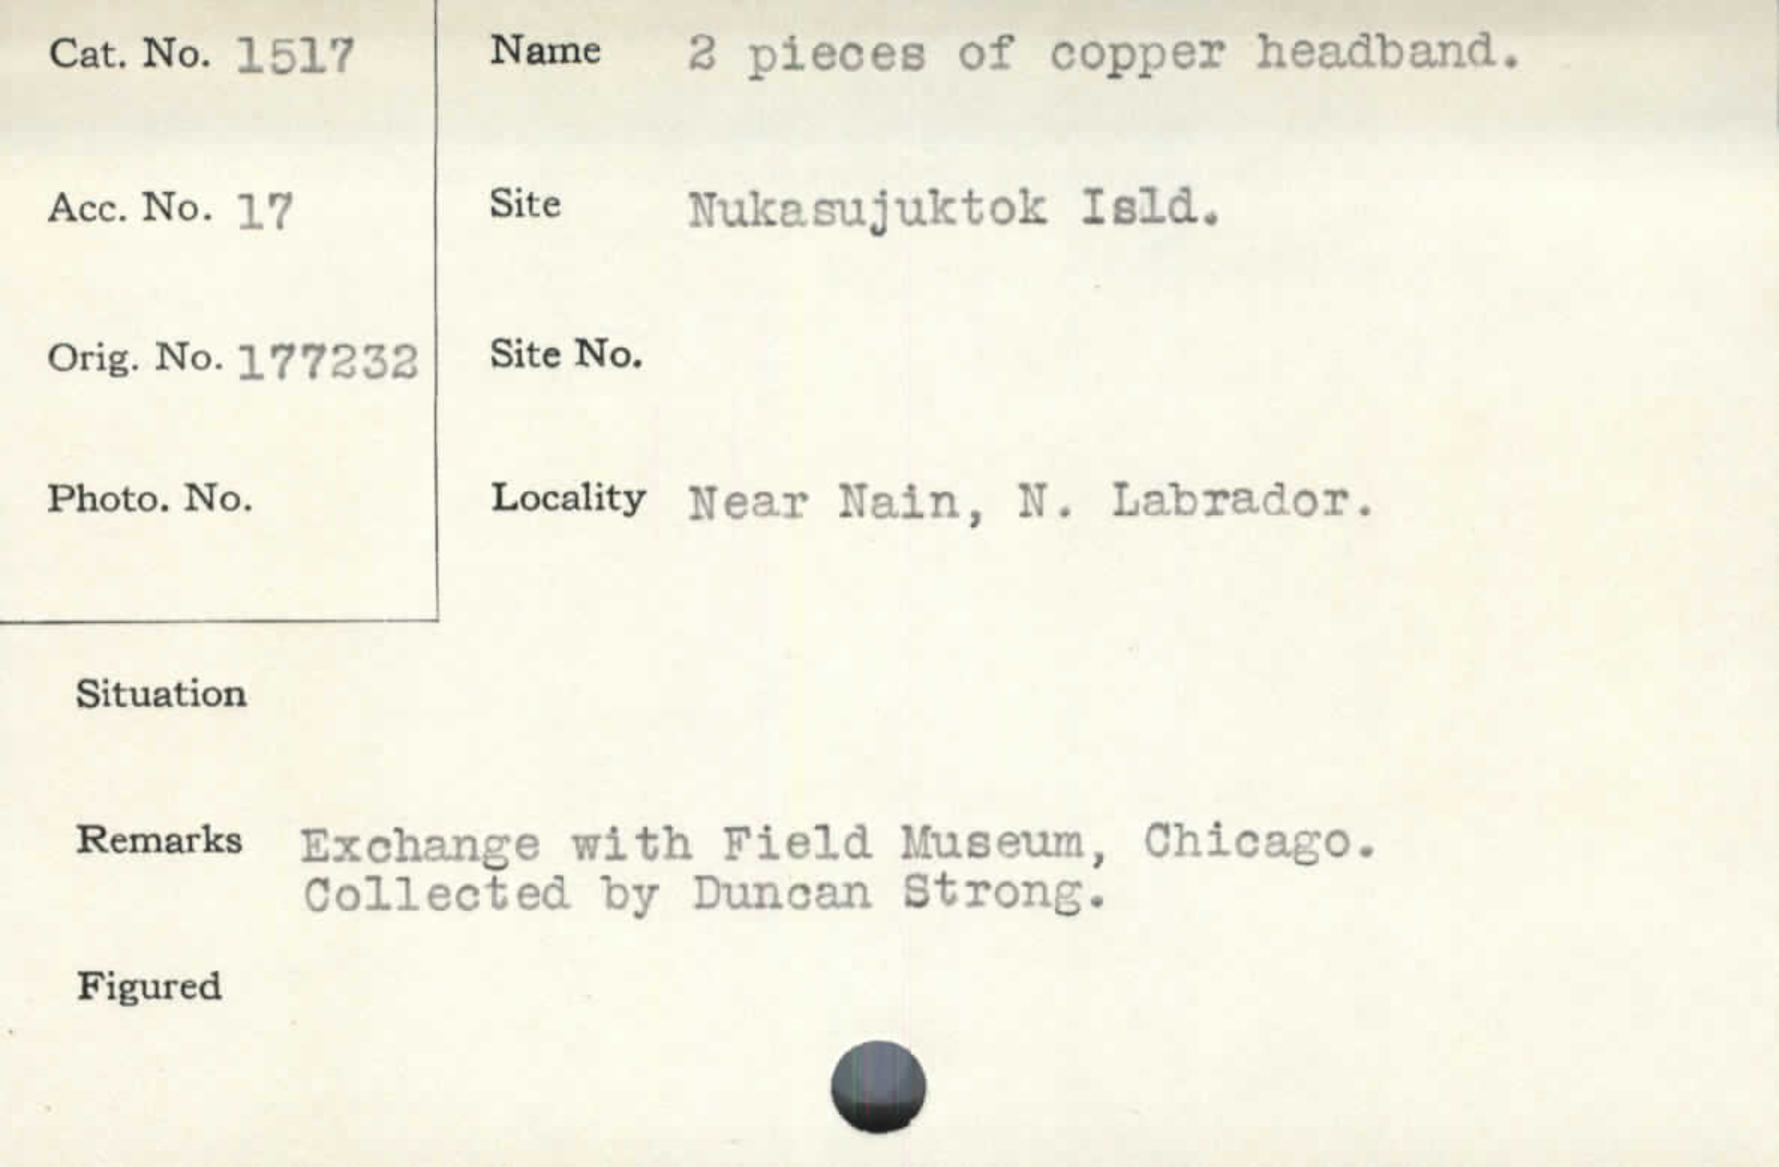 Cat. No. 1517
Name 2 pieces of copper headband.
Acc. No. 17
Site Nukasujuktok Isld.
Orig. No. 177232
Site No.
Photo. No.
Locality Near Nain, N. Labrador.
Situation
Remarks Exchange with Field Museum, Chicago.
Collected by Duncan Strong.
Figured